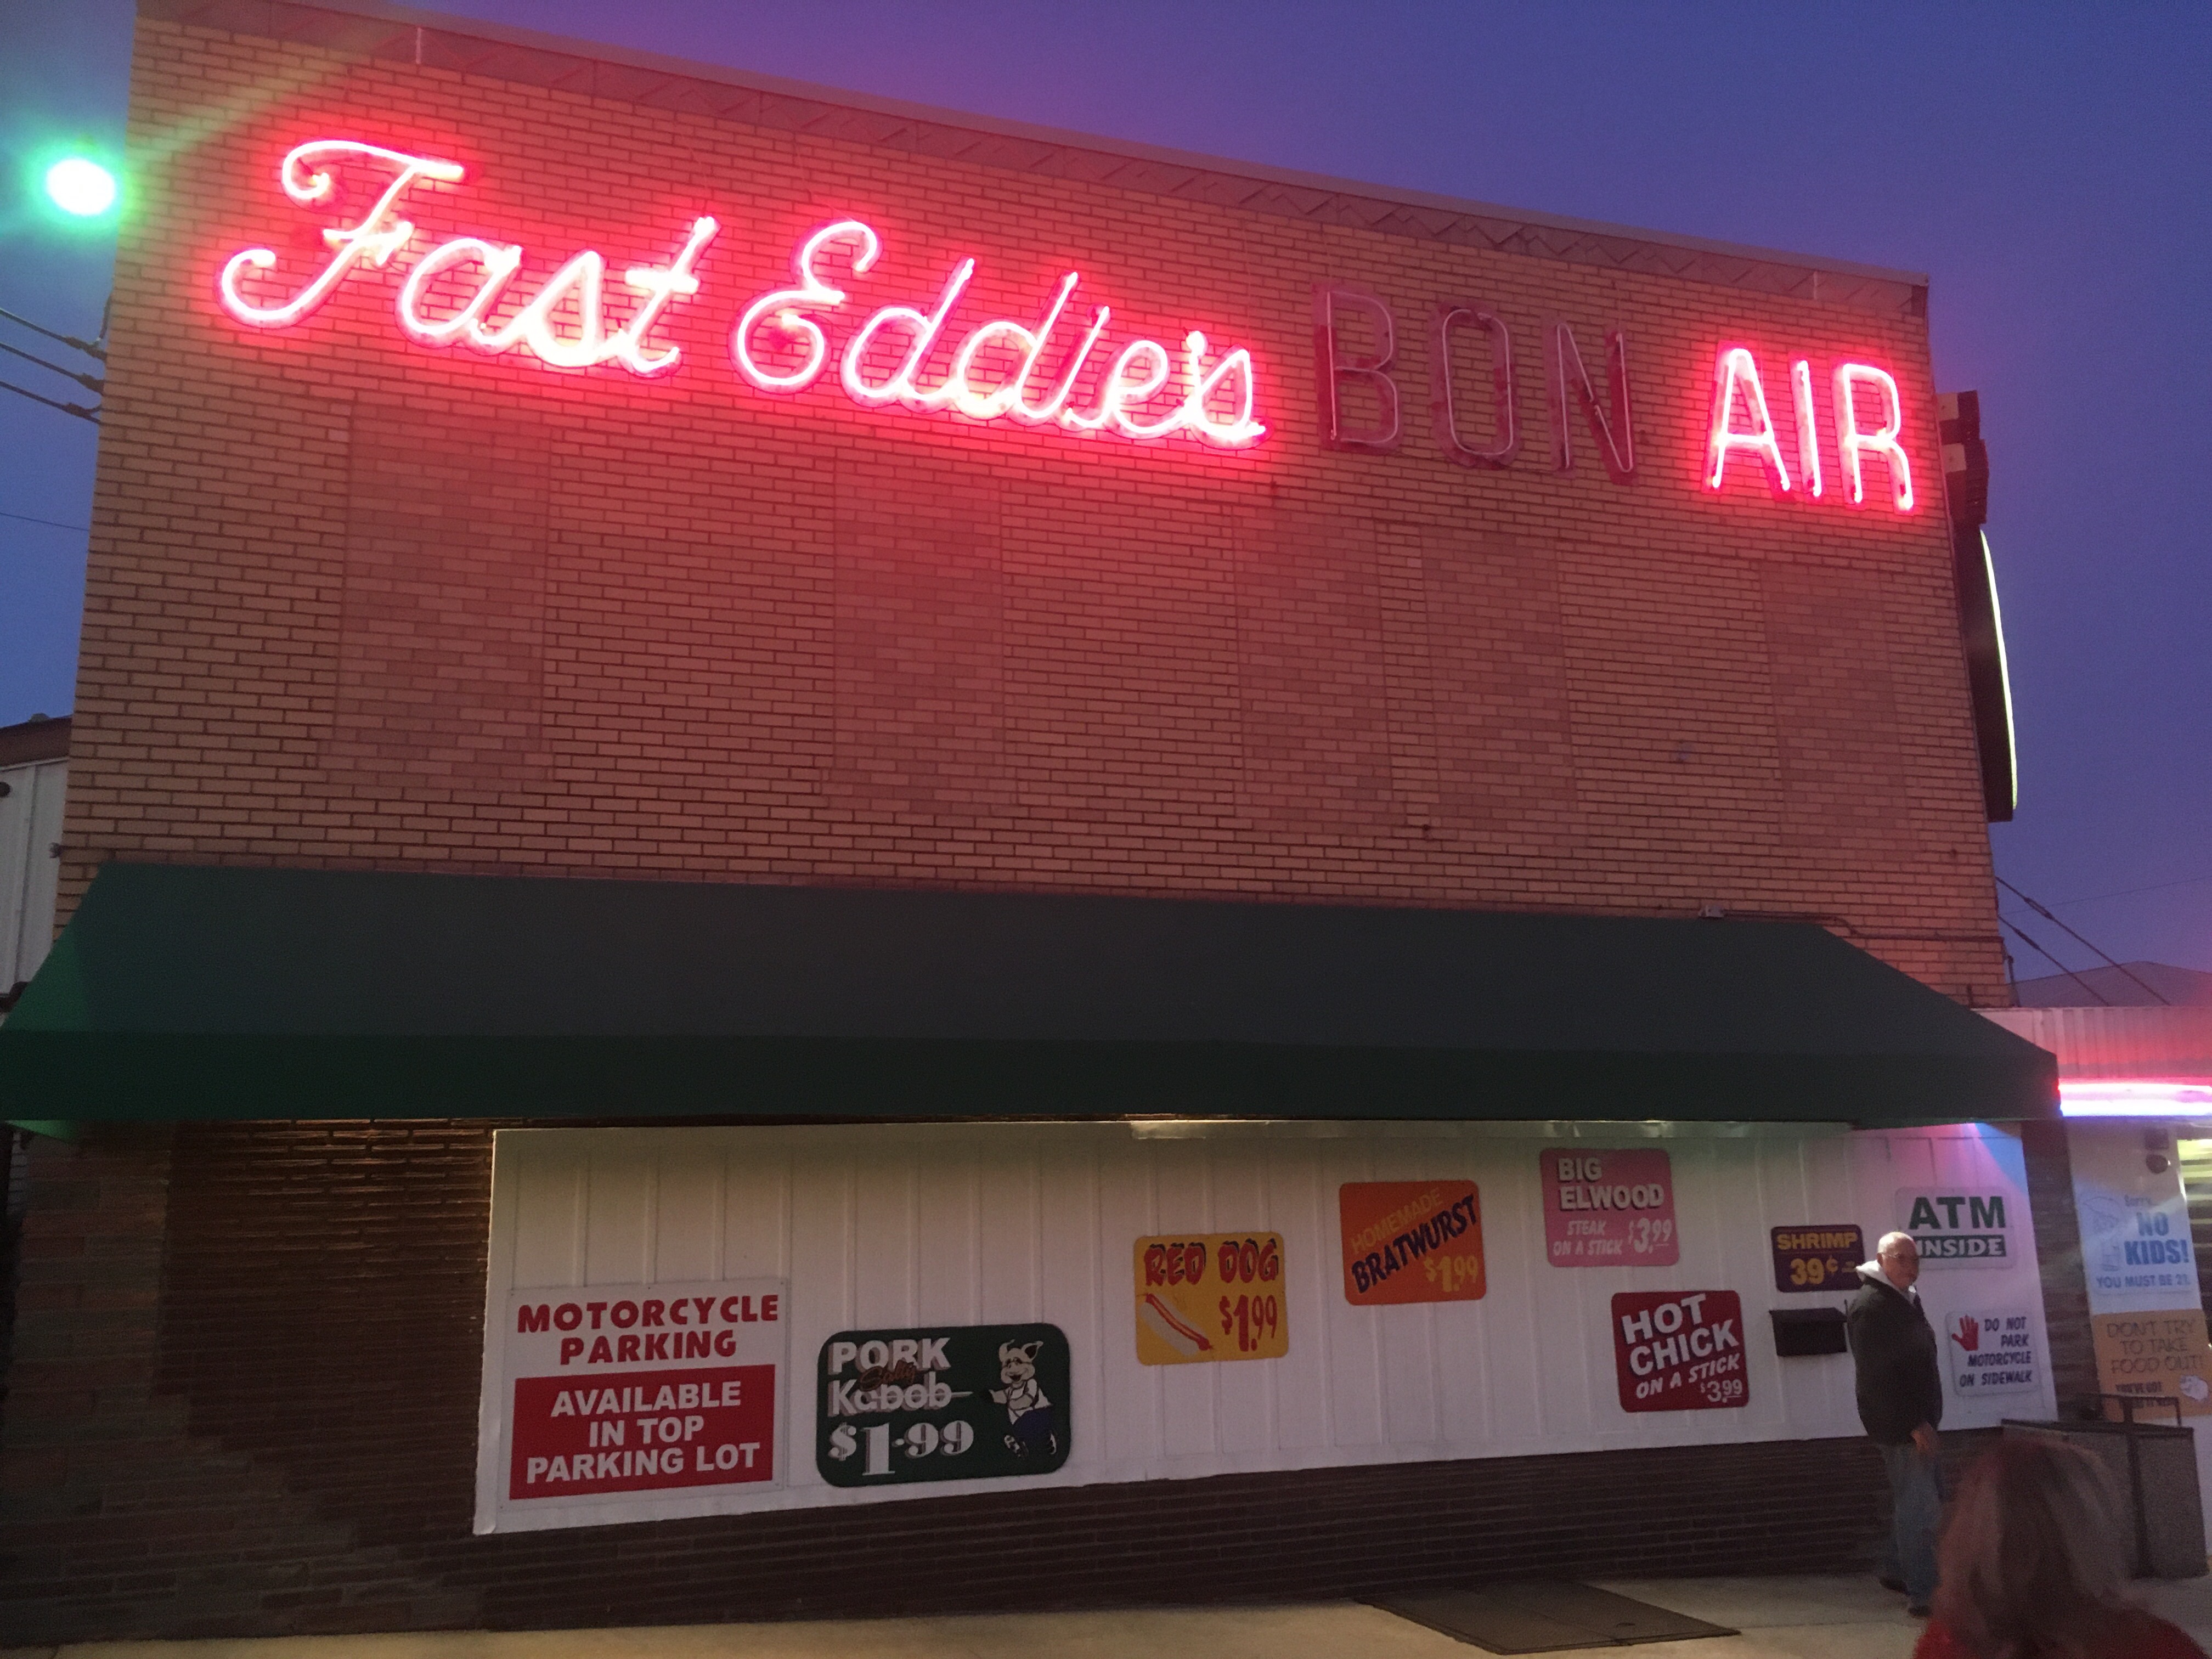 Fast Eddie's BON AIR
MOTORCYCLE
PARKING
AVAILABLE
IN TOP
PARKING LOT
PORK
Kabob
$1.99
RED DOG
$1.99
HOMEMADE
BRATWURST
$1.99
BIG
ELWOOD
STEAK
ON A STICK $3.99
HOT
CHICK
ON A STICK
$3.99
SHRIMP
39¢
ATM
INSIDE
DO NOT
PARK
MOTORCYCLE
ON SIDEWALK
Sorry
NO
KIDS!
YOU MUST BE 21
DON'T TRY
TO TAKE
FOOD OUT!